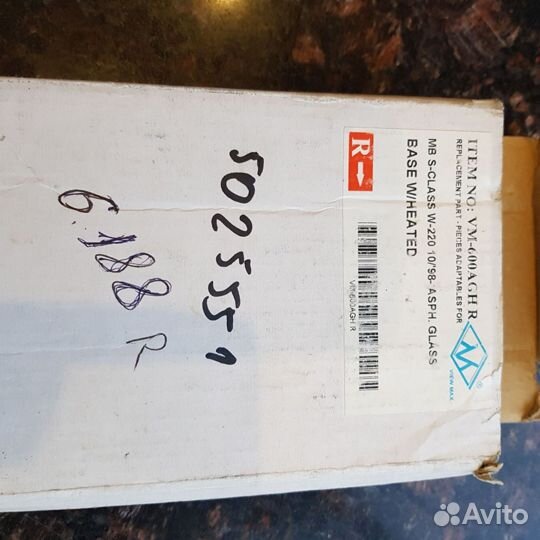 ITEM NO: VM-600AGH R
REPLACEMENT PART - PIECES ADAPTABLES FOR
MB S-CLASS W-220 10/'98- ASPH. GLASS
BASE W/HEATED
R→
VM600AGH R
VIEW MAX
®
5025551
6.188 R
Avito